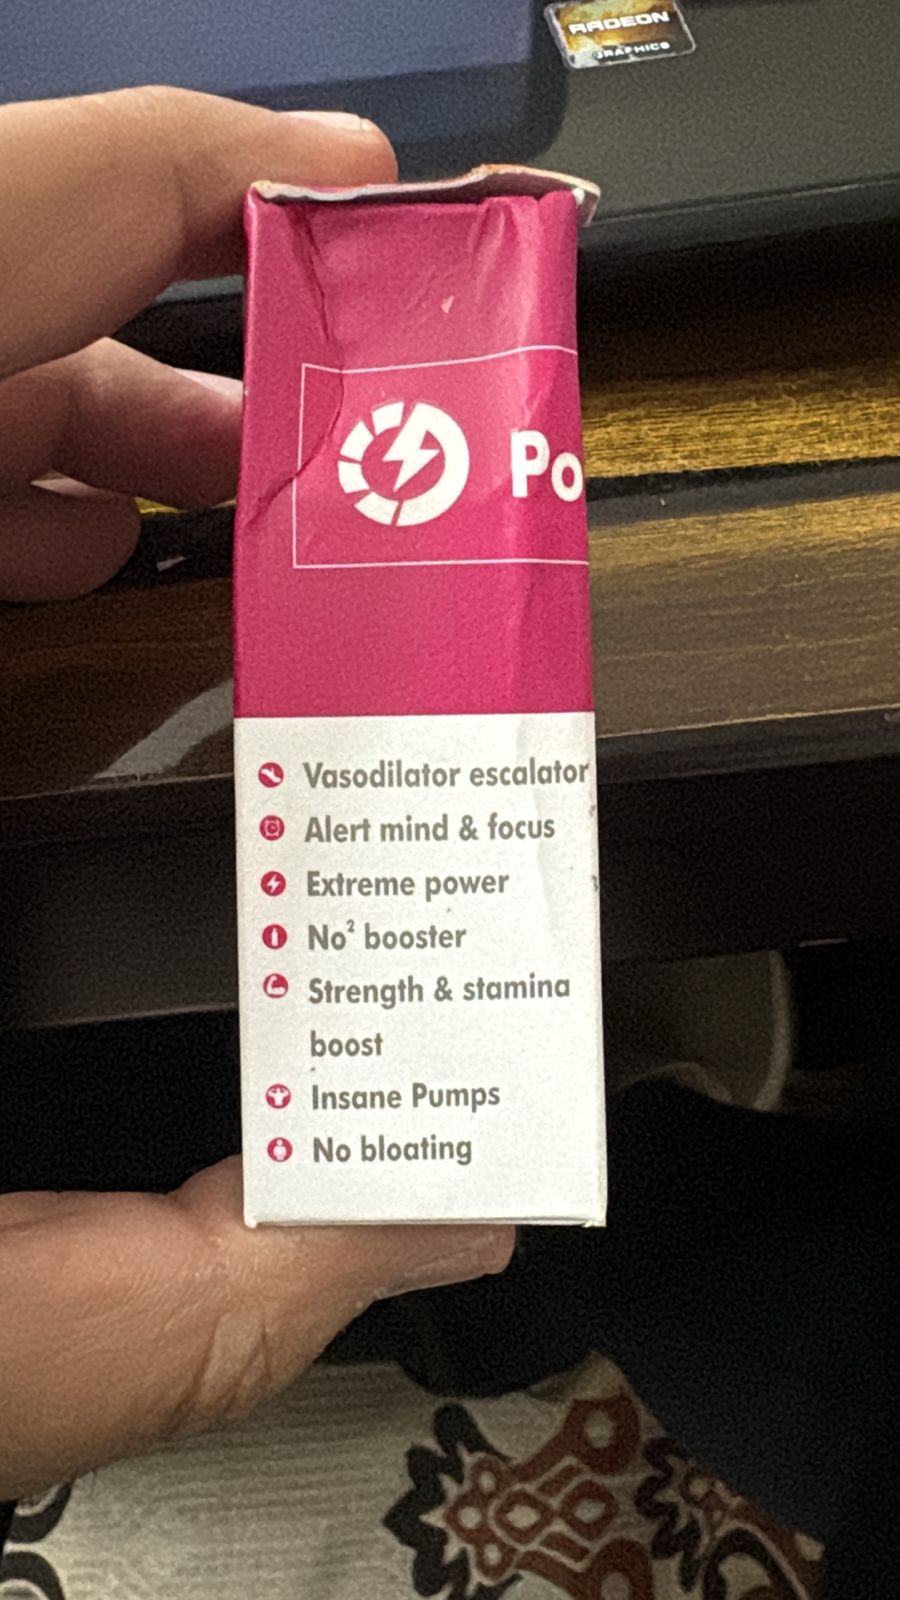 RADEON
GRAPHICS
Po
Vasodilator escalator
Alert mind & focus
Extreme power
No² booster
Strength & stamina
boost
Insane Pumps
No bloating